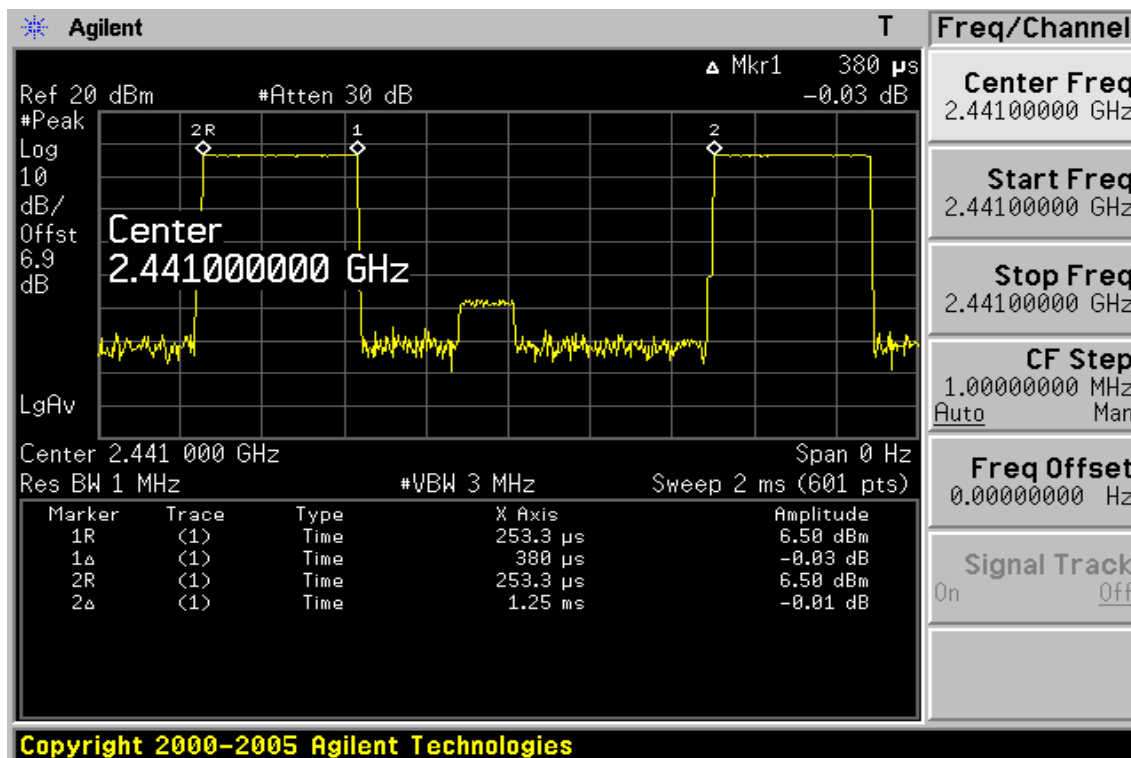 Agilent T
Δ Mkr1 380 µs
Ref 20 dBm #Atten 30 dB -0.03 dB
#Peak
Log
10
dB/
Offst
6.9
dB
2R 1 2
Center
2.441000000 GHz
LgAv
Center 2.441 000 GHz Span 0 Hz
Res BW 1 MHz #VBW 3 MHz Sweep 2 ms (601 pts)
Marker Trace Type X Axis Amplitude
1R (1) Time 253.3 µs 6.50 dBm
1Δ (1) Time 380 µs -0.03 dB
2R (1) Time 253.3 µs 6.50 dBm
2Δ (1) Time 1.25 ms -0.01 dB
Freq/Channel
Center Freq
2.44100000 GHz
Start Freq
2.44100000 GHz
Stop Freq
2.44100000 GHz
CF Step
1.00000000 MHz
Auto Man
Freq Offset
0.00000000 Hz
Signal Track
On Off
Copyright 2000-2005 Agilent Technologies